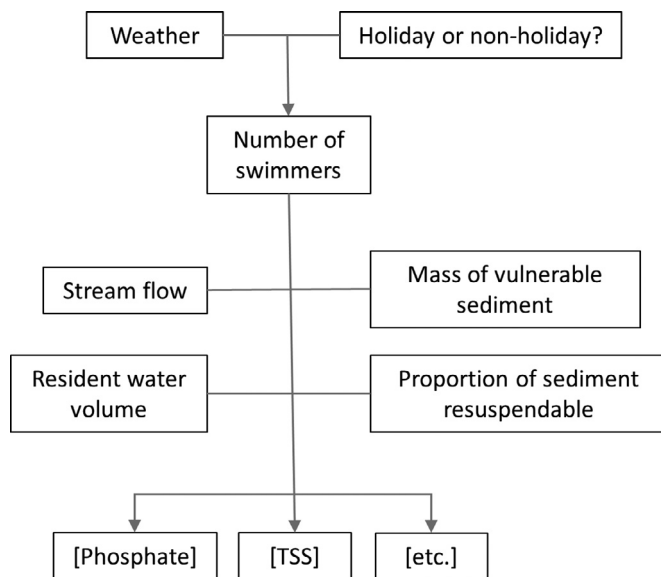 Weather
Holiday or non-holiday?
Number of
swimmers
Stream flow
Mass of vulnerable
sediment
Resident water
volume
Proportion of sediment
resuspendable
[Phosphate]
[TSS]
[etc.]